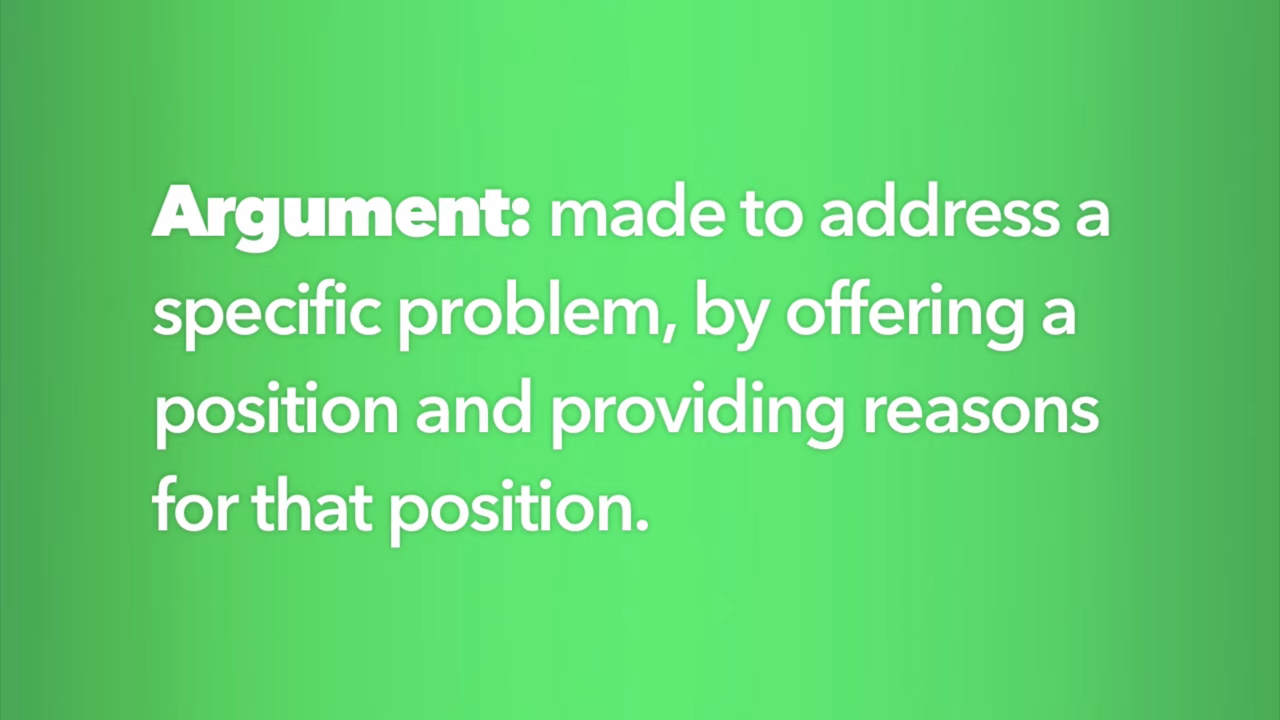 Argument: made to address a
specific problem, by offering a
position and providing reasons
for that position.